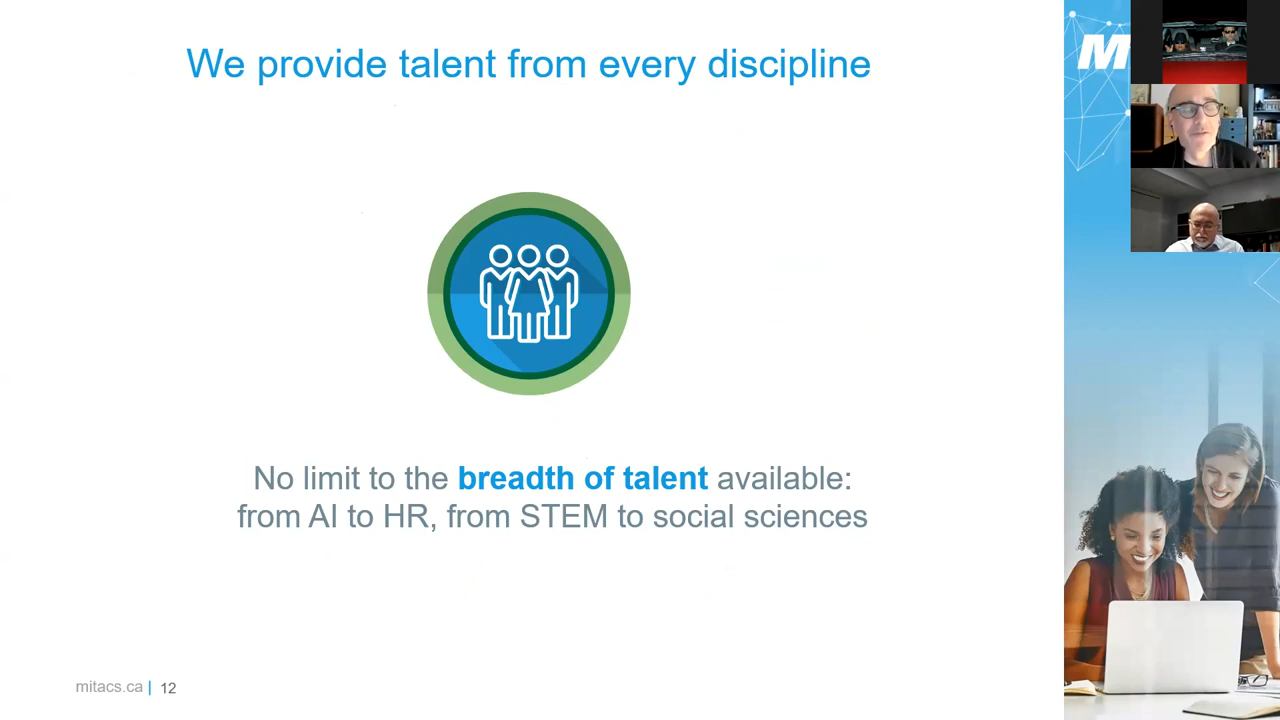 We provide talent from every discipline
M
No limit to the breadth of talent available:
from AI to HR, from STEM to social sciences
mitacs.ca | 12